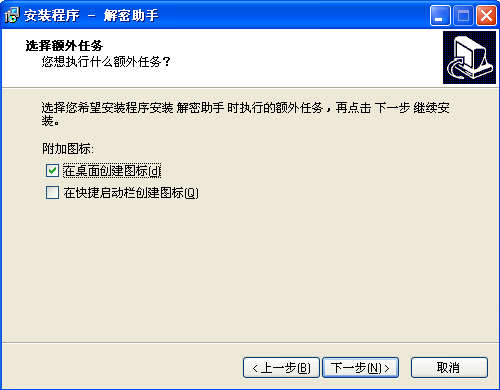 安装程序 - 解密助手
选择额外任务
您想执行什么额外任务？
选择您希望安装程序安装 解密助手 时执行的额外任务，再点击 下一步 继续安
装。
附加图标:
在桌面创建图标(d)
在快捷启动栏创建图标(Q)
<上一步(B) 下一步(N)> 取消